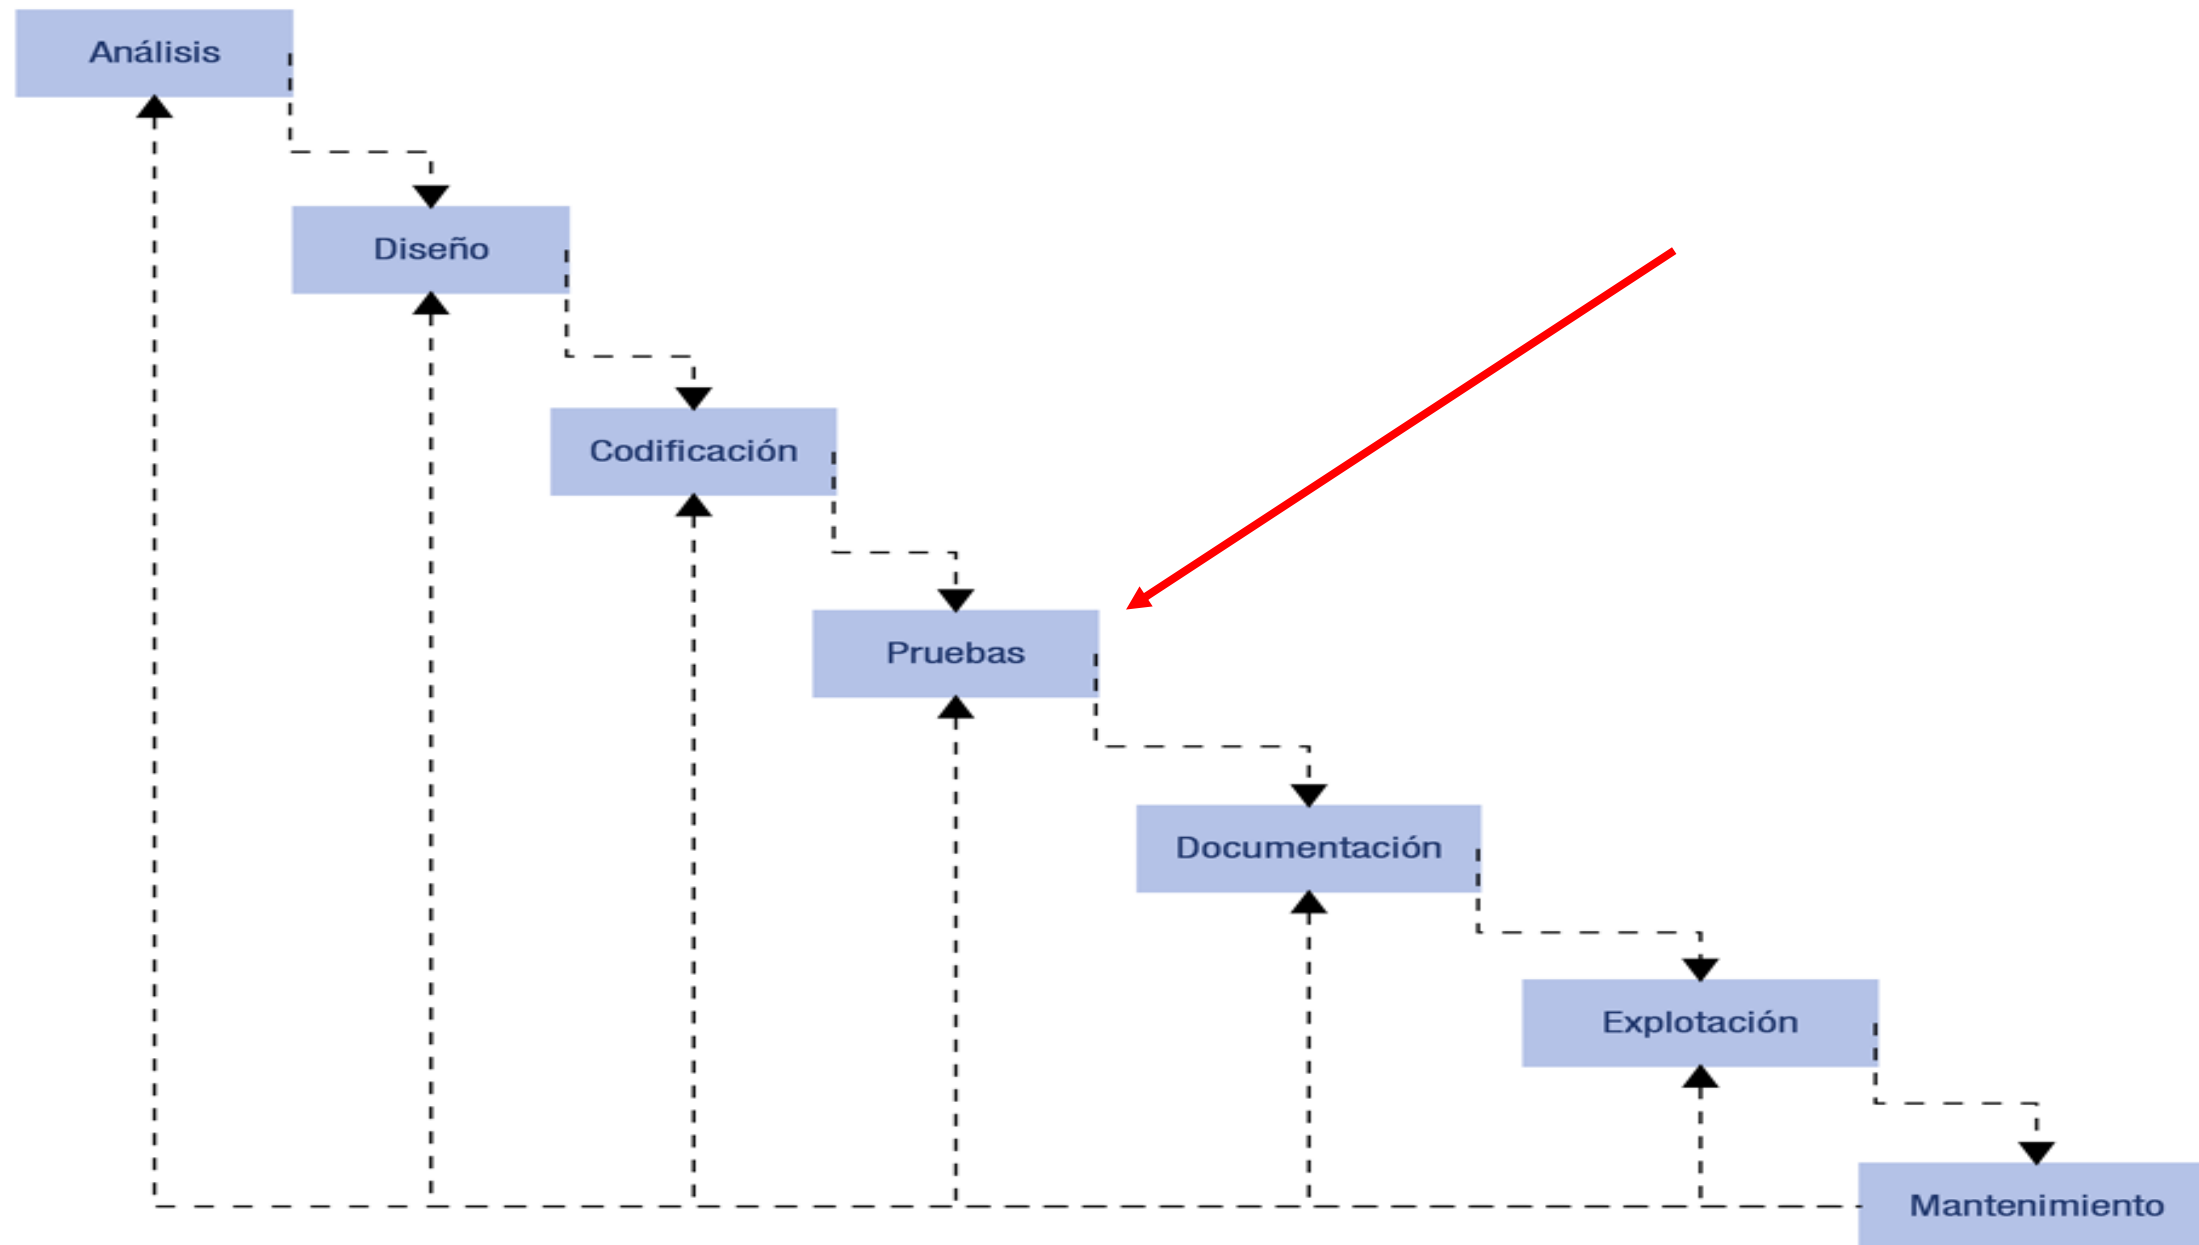 Análisis
Diseño
Codificación
Pruebas
Documentación
Explotación
Mantenimiento